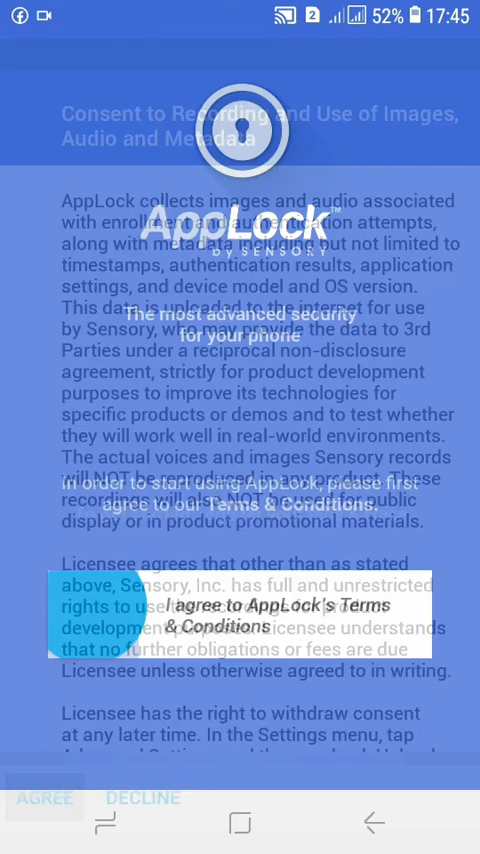 2 52% 17:45
Consent to Recording and Use of Images,
Audio and Metadata
AppLock™
by SENSORY
The most advanced security
for your phone
AppLock collects images and audio associated
with enrollment and authentication attempts,
along with metadata including but not limited to
timestamps, authentication results, application
settings, and device model and OS version.
This data is uploaded to the internet for use
by Sensory, who may provide the data to 3rd
Parties under a reciprocal non-disclosure
agreement, strictly for product development
purposes to improve its technologies for
specific products or demos and to test whether
they will work well in real-world environments.
The actual voices and images Sensory records
will NOT be reproduced in any product. These
recordings will also NOT be used for public
display or in product promotional materials.
In order to start using AppLock, please first
agree to our Terms & Conditions.
Licensee agrees that other than as stated
above, Sensory, Inc. has full and unrestricted
rights to use the recordings for product
development purposes. Licensee understands
that no further obligations or fees are due
Licensee unless otherwise agreed to in writing.
I agree to AppLock's Terms
& Conditions
Licensee has the right to withdraw consent
at any later time. In the Settings menu, tap
AGREE DECLINE